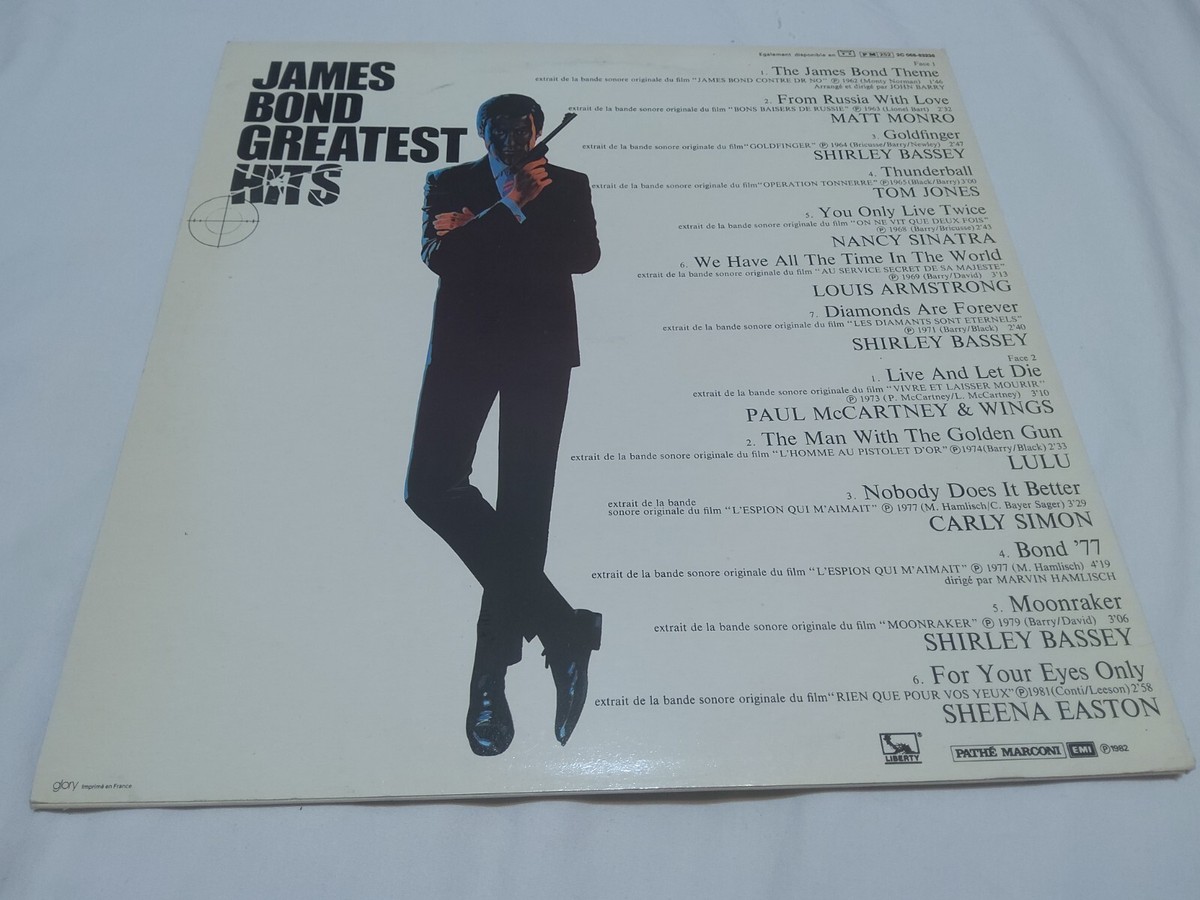 JAMES
BOND
GREATEST
HITS
Egalement disponible en
Face 1
1. The James Bond Theme
extrait de la bande sonore originale du film "JAMES BOND CONTRE DR NO" Ⓟ 1962 (Monty Norman) 1'46
Arrangé et dirigé par JOHN BARRY
2. From Russia With Love
extrait de la bande sonore originale du film "BONS BAISERS DE RUSSIE" Ⓟ 1963 (Lionel Bart) 2'32
MATT MONRO
3. Goldfinger
extrait de la bande sonore originale du film "GOLDFINGER" Ⓟ 1964 (Bricusse/Barry/Newley) 2'47
SHIRLEY BASSEY
4. Thunderball
extrait de la bande sonore originale du film "OPERATION TONNERRE" Ⓟ 1965 (Black/Barry) 3'00
TOM JONES
5. You Only Live Twice
extrait de la bande sonore originale du film "ON NE VIT QUE DEUX FOIS"
Ⓟ 1968 (Barry/Bricusse) 2'43
NANCY SINATRA
6. We Have All The Time In The World
extrait de la bande sonore originale du film "AU SERVICE SECRET DE SA MAJESTE"
Ⓟ 1969 (Barry/David) 3'13
LOUIS ARMSTRONG
7. Diamonds Are Forever
extrait de la bande sonore originale du film "LES DIAMANTS SONT ETERNELS"
Ⓟ 1971 (Barry/Black) 2'40
SHIRLEY BASSEY
Face 2
1. Live And Let Die
extrait de la bande sonore originale du film "VIVRE ET LAISSER MOURIR"
Ⓟ 1973 (P. McCartney/L. McCartney) 3'10
PAUL McCARTNEY & WINGS
2. The Man With The Golden Gun
extrait de la bande sonore originale du film "L'HOMME AU PISTOLET D'OR" Ⓟ 1974 (Barry/Black) 2'33
LULU
3. Nobody Does It Better
extrait de la bande
sonore originale du film "L'ESPION QUI M'AIMAIT" Ⓟ 1977 (M. Hamlisch/C. Bayer Sager) 3'29
CARLY SIMON
4. Bond '77
extrait de la bande sonore originale du film "L'ESPION QUI M'AIMAIT" Ⓟ 1977 (M. Hamlisch) 4'19
dirigé par MARVIN HAMLISCH
5. Moonraker
extrait de la bande sonore originale du film "MOONRAKER" Ⓟ 1979 (Barry/David) 3'06
SHIRLEY BASSEY
6. For Your Eyes Only
extrait de la bande sonore originale du film "RIEN QUE POUR VOS YEUX" Ⓟ 1981 (Conti/Leeson) 2'58
SHEENA EASTON
LIBERTY
PATHÉ MARCONI EMI Ⓟ 1982
glory Imprimé en France